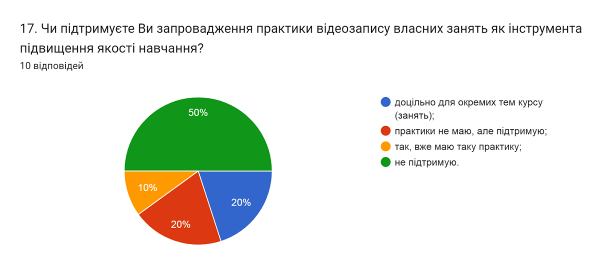 17. Чи підтримуєте Ви запровадження практики відеозапису власних занять як інструмента
підвищення якості навчання?
10 відповідей
50%
20%
20%
10%
доцільно для окремих тем курсу
(занять);
практики не маю, але підтримую;
так, вже маю таку практику;
не підтримую.